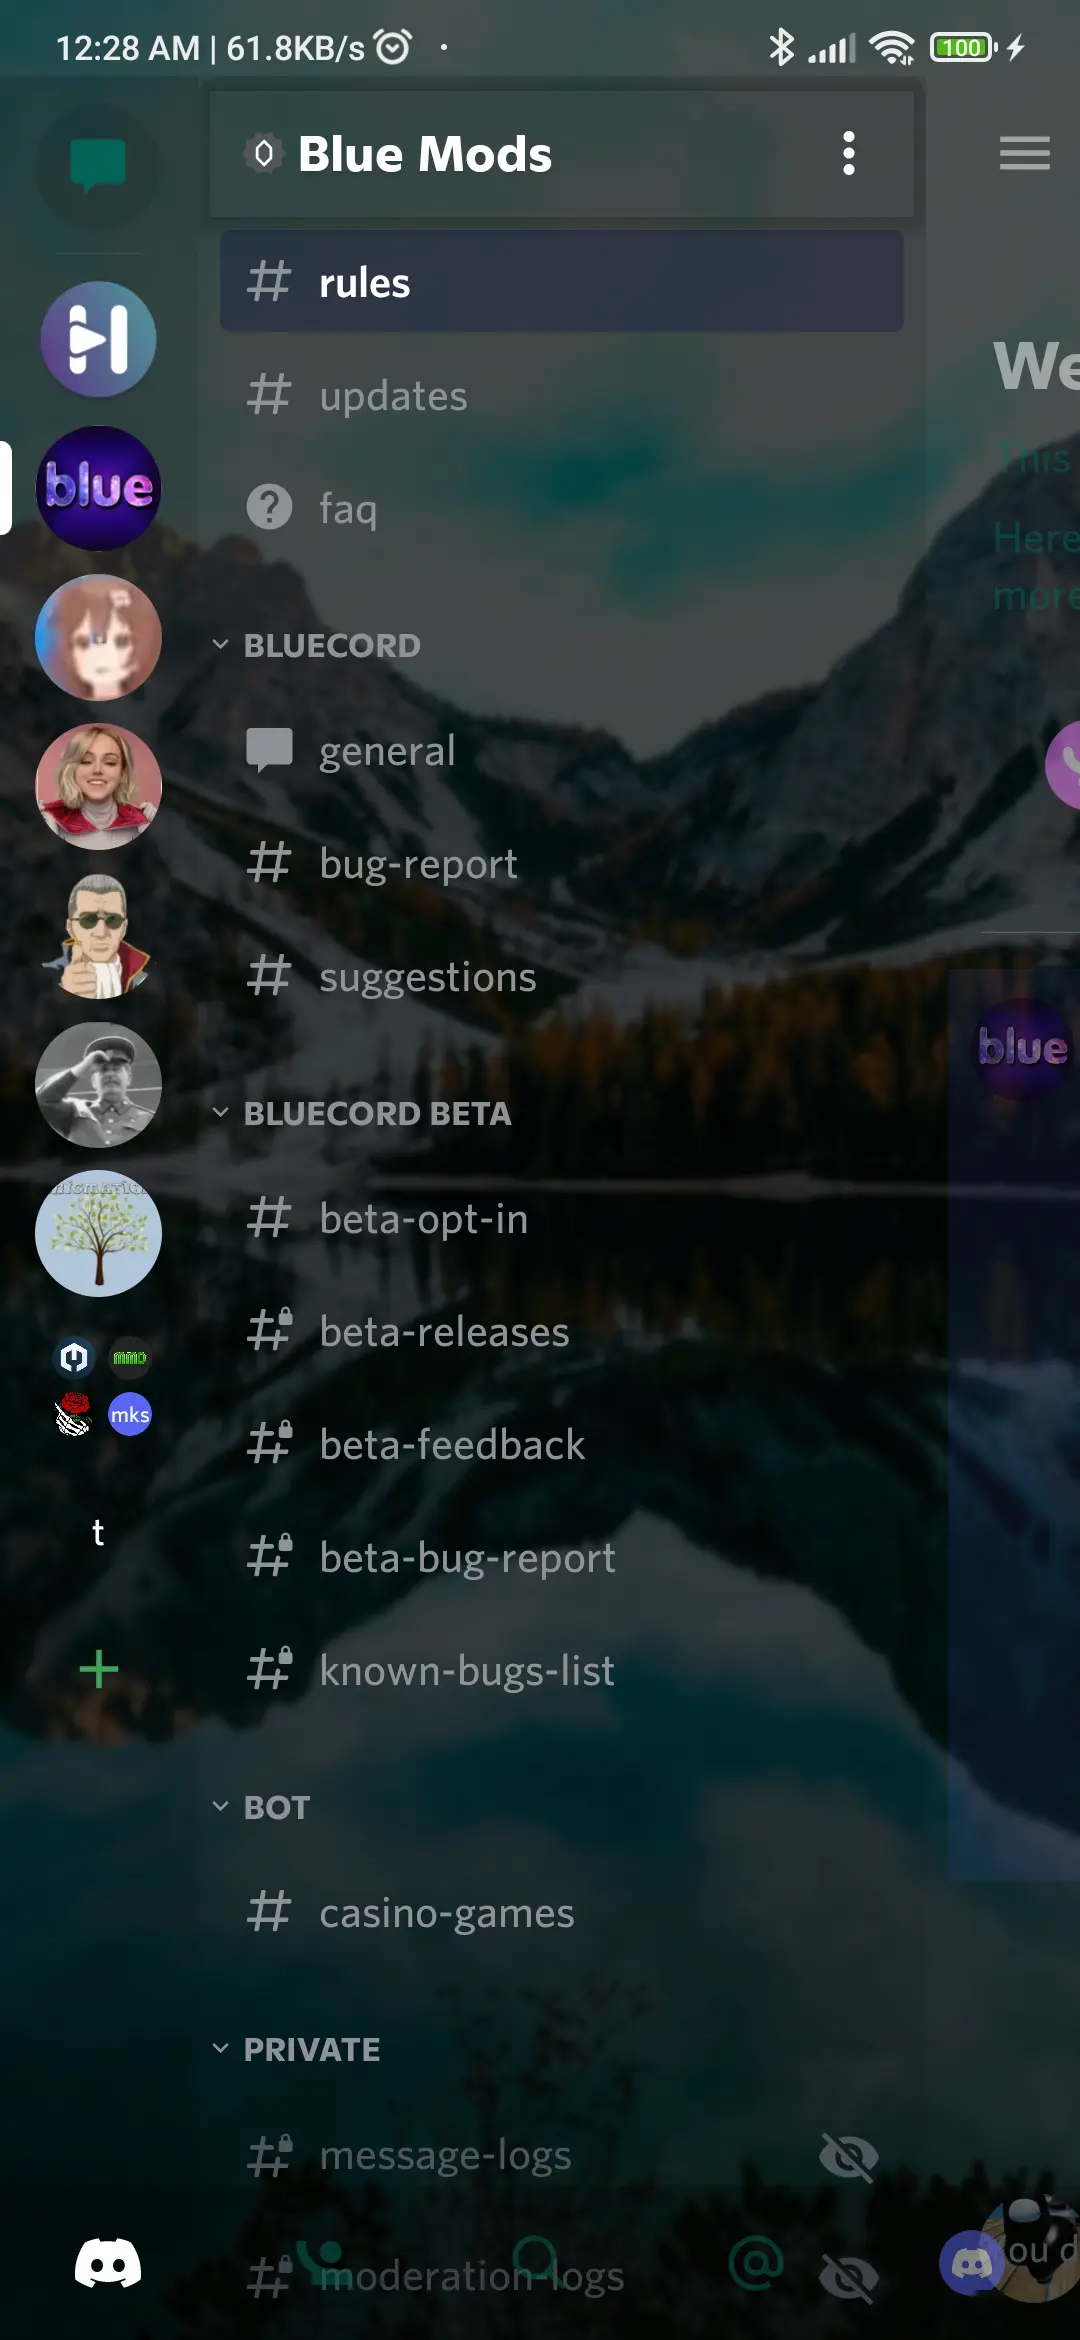 12:28 AM | 61.8KB/s
100
Blue Mods
rules
updates
faq
BLUECORD
general
bug-report
suggestions
BLUECORD BETA
beta-opt-in
beta-releases
beta-feedback
beta-bug-report
known-bugs-list
BOT
casino-games
PRIVATE
message-logs
moderation-logs
blue
mks
t
We
This
Here
more
blue
ou d